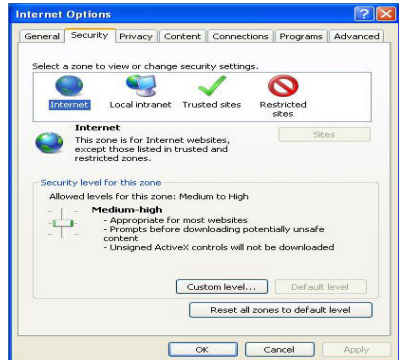 Internet Options
General Security Privacy Content Connections Programs Advanced
Select a zone to view or change security settings.
Internet Local intranet Trusted sites Restricted sites
Internet
This zone is for Internet websites,
except those listed in trusted and
restricted zones.
Sites
Security level for this zone
Allowed levels for this zone: Medium to High
Medium-high
- Appropriate for most websites
- Prompts before downloading potentially unsafe
content
- Unsigned ActiveX controls will not be downloaded
Custom level... Default level
Reset all zones to default level
OK Cancel Apply